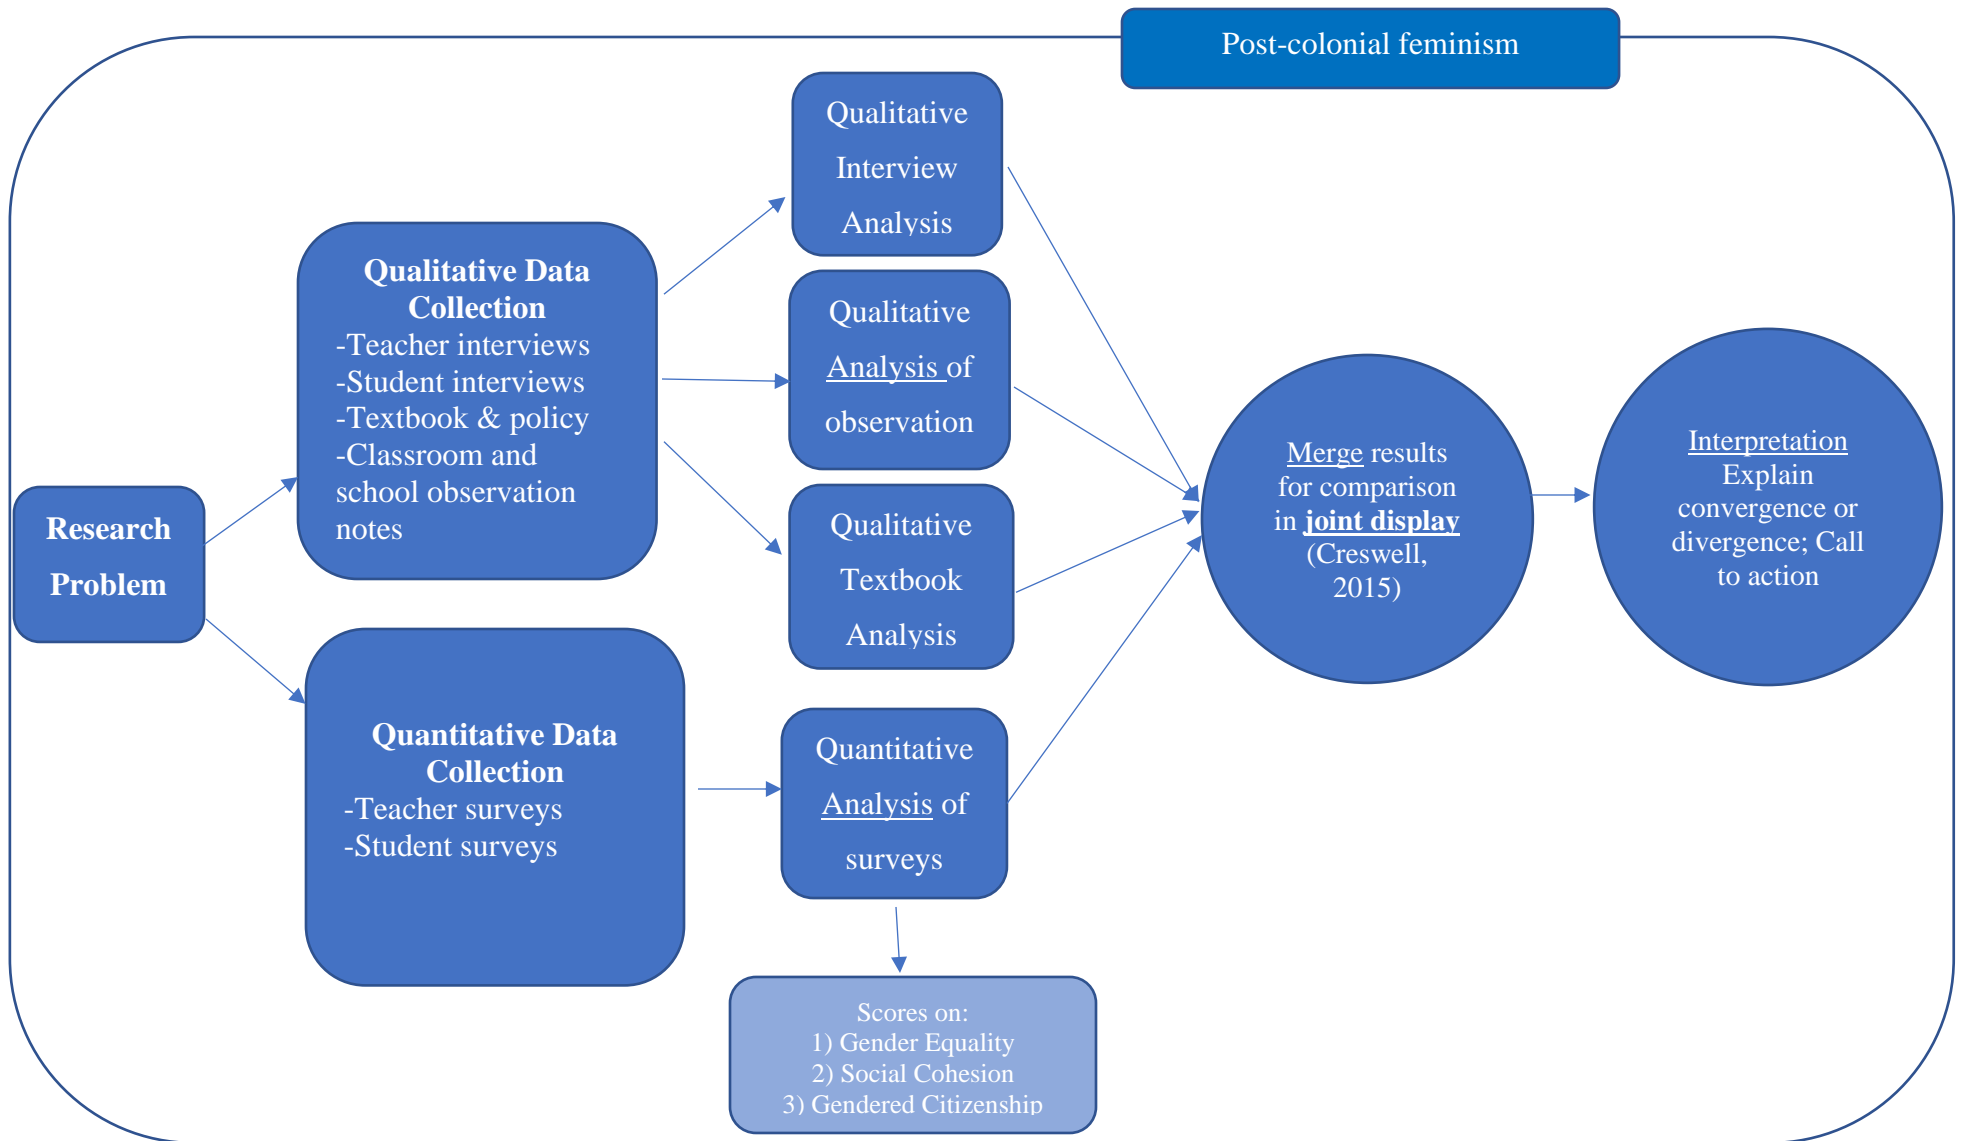 Post-colonial feminism
Research
Problem
Qualitative Data
Collection
-Teacher interviews
-Student interviews
-Textbook & policy
-Classroom and
school observation
notes
Quantitative Data
Collection
-Teacher surveys
-Student surveys
Qualitative
Interview
Analysis
Qualitative
Analysis of
observation
Qualitative
Textbook
Analysis
Quantitative
Analysis of
surveys
Scores on:
1) Gender Equality
2) Social Cohesion
3) Gendered Citizenship
Merge results
for comparison
in joint display
(Creswell,
2015)
Interpretation
Explain
convergence or
divergence; Call
to action